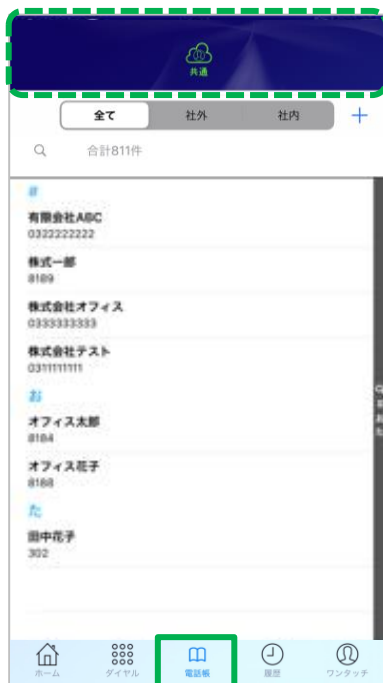 共通
全て
社外
社内
+
合計811件
#
有限会社ABC
0322222222
株式一郎
8189
株式会社オフィス
0333333333
株式会社テスト
0311111111
お
オフィス太郎
8184
オフィス花子
8188
た
田中花子
302
ホーム
ダイヤル
電話帳
履歴
ワンタッチ